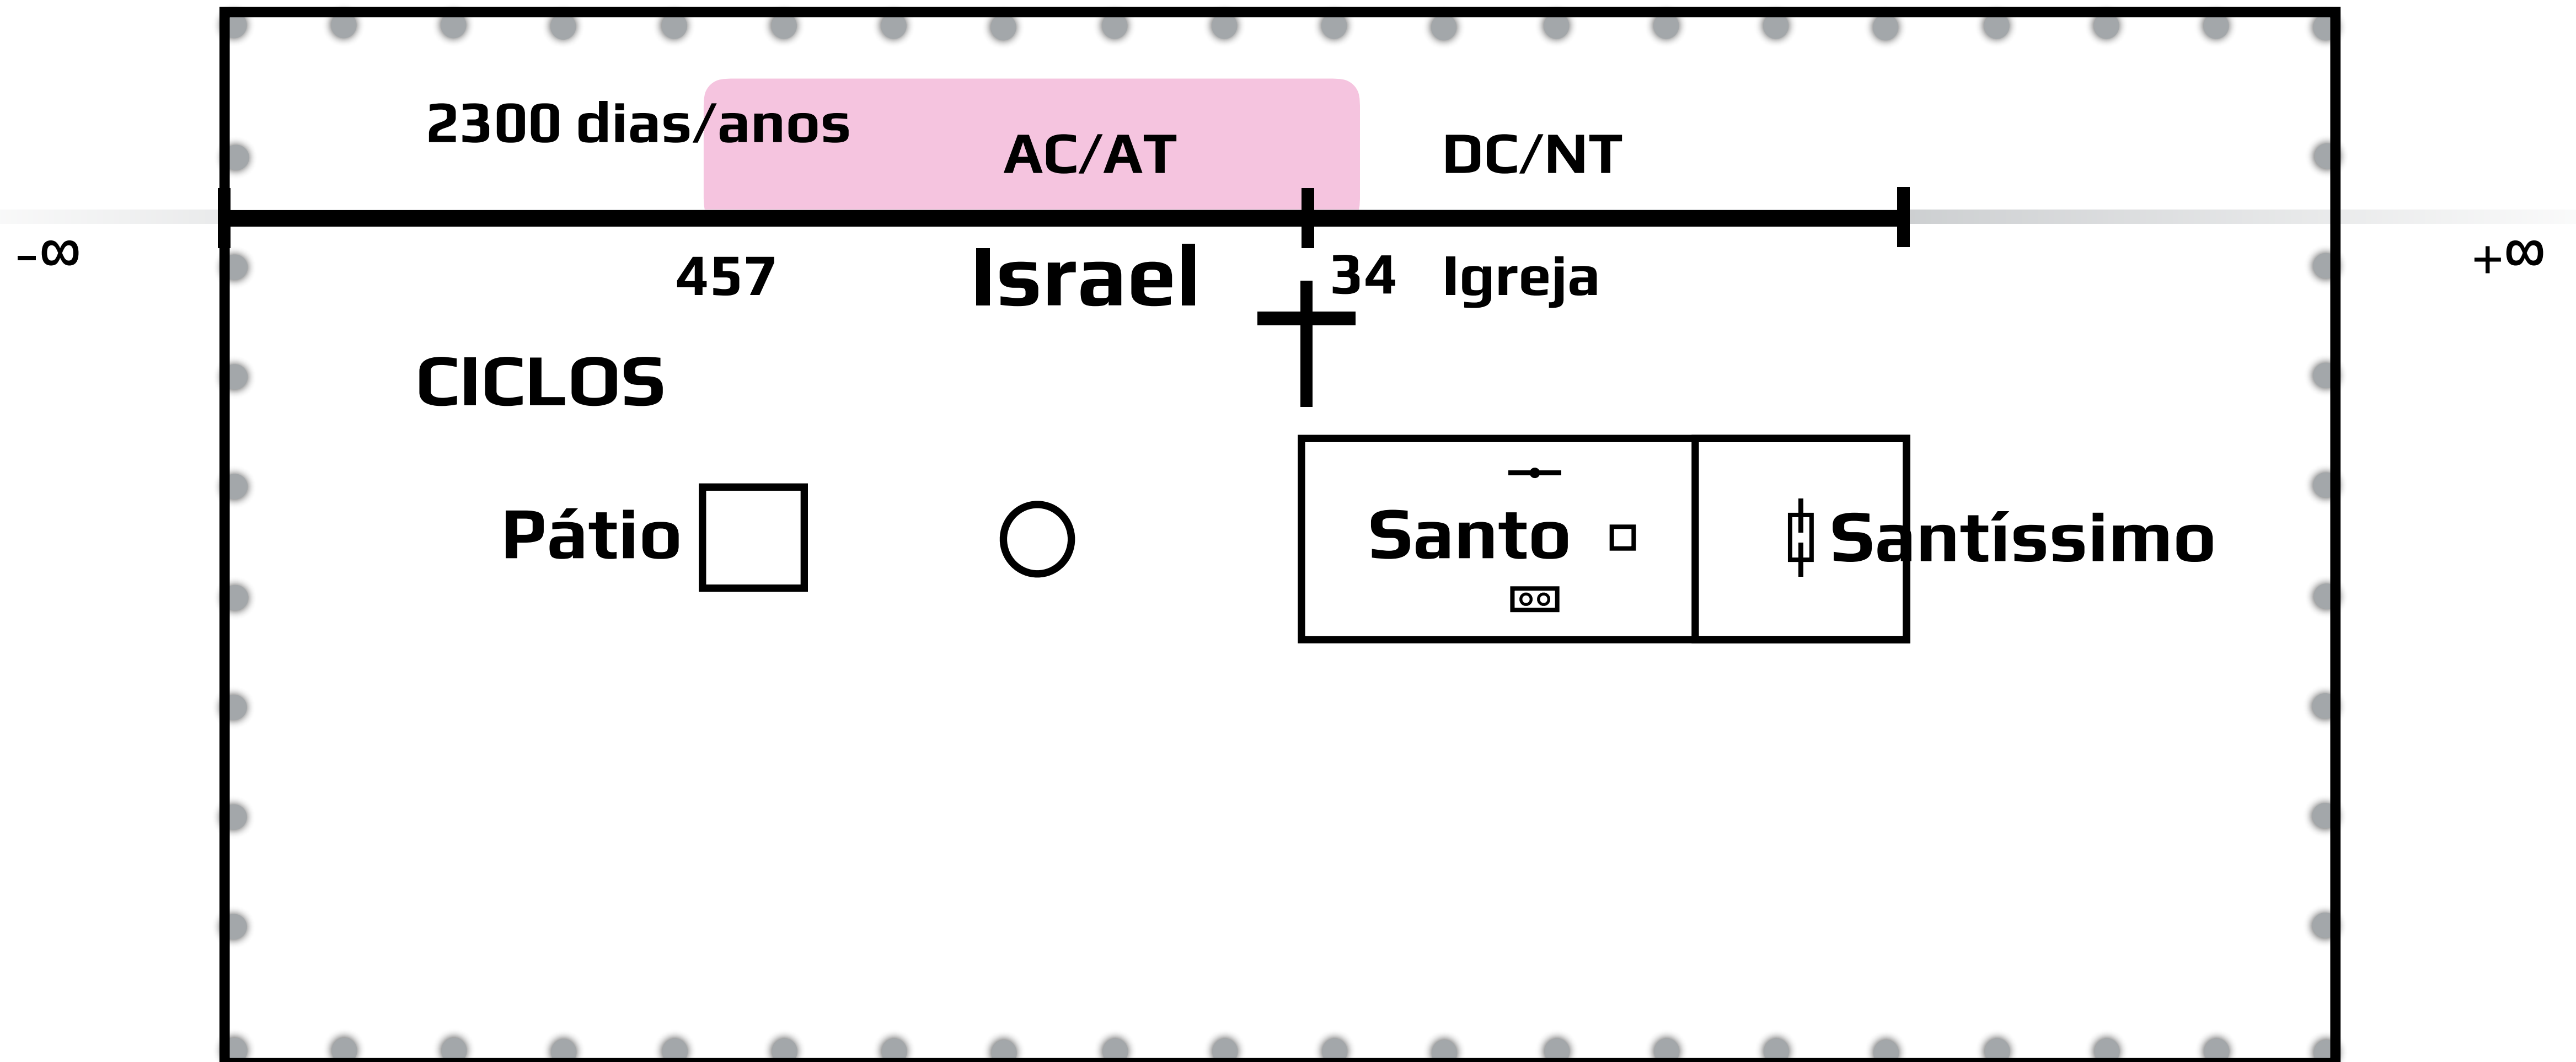 2300 dias/anos
AC/AT
DC/NT
-∞
+∞
457
Israel
34
Igreja
CICLOS
Pátio
Santo
Santíssimo